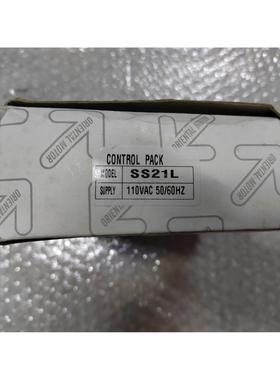 ORIENTAL MOTOR
CONTROL PACK
MODEL SS21L
SUPPLY 110VAC 50/60HZ
ORIENTAL MOTOR